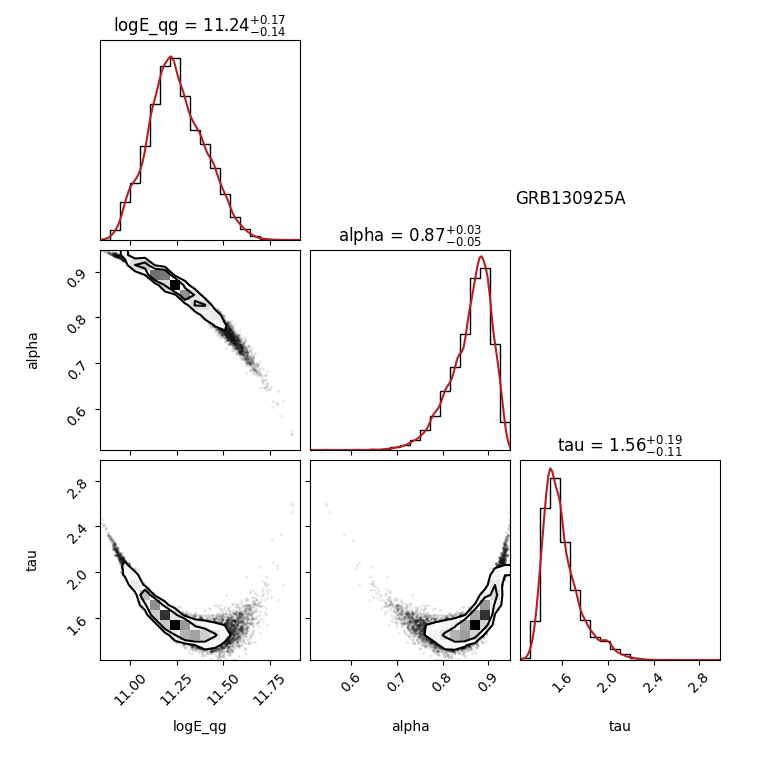 logE_qg = 11.24+0.17−0.14
GRB130925A
alpha = 0.87+0.03−0.05
0.9
0.8
0.7
0.6
alpha
tau = 1.56+0.19−0.11
2.8
2.4
2.0
1.6
tau
11.00 11.25 11.50 11.75
0.6 0.7 0.8 0.9
1.6 2.0 2.4 2.8
logE_qg alpha tau